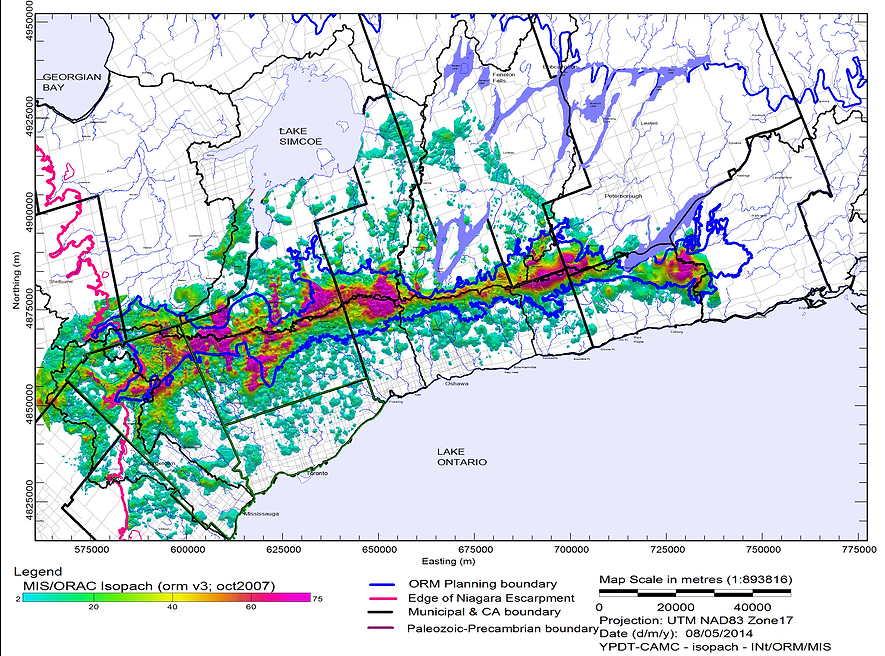 GEORGIAN
BAY
LAKE
SIMCOE
Fenelon
Falls
Peterborough
Shelburne
Oshawa
LAKE
ONTARIO
Toronto
Mississauga
Northing (m)
4950000
4925000
4900000
4875000
4850000
4825000
575000 600000 625000 650000 675000 700000 725000 750000 775000
Easting (m)
Legend
MIS/ORAC Isopach (orm v3; oct2007)
2 20 40 60 75
ORM Planning boundary
Edge of Niagara Escarpment
Municipal & CA boundary
Paleozoic-Precambrian boundary
Map Scale in metres (1:893816)
0 20000 40000
Projection: UTM NAD83 Zone17
Date (d/m/y): 08/05/2014
YPDT-CAMC - isopach - INt/ORM/MIS